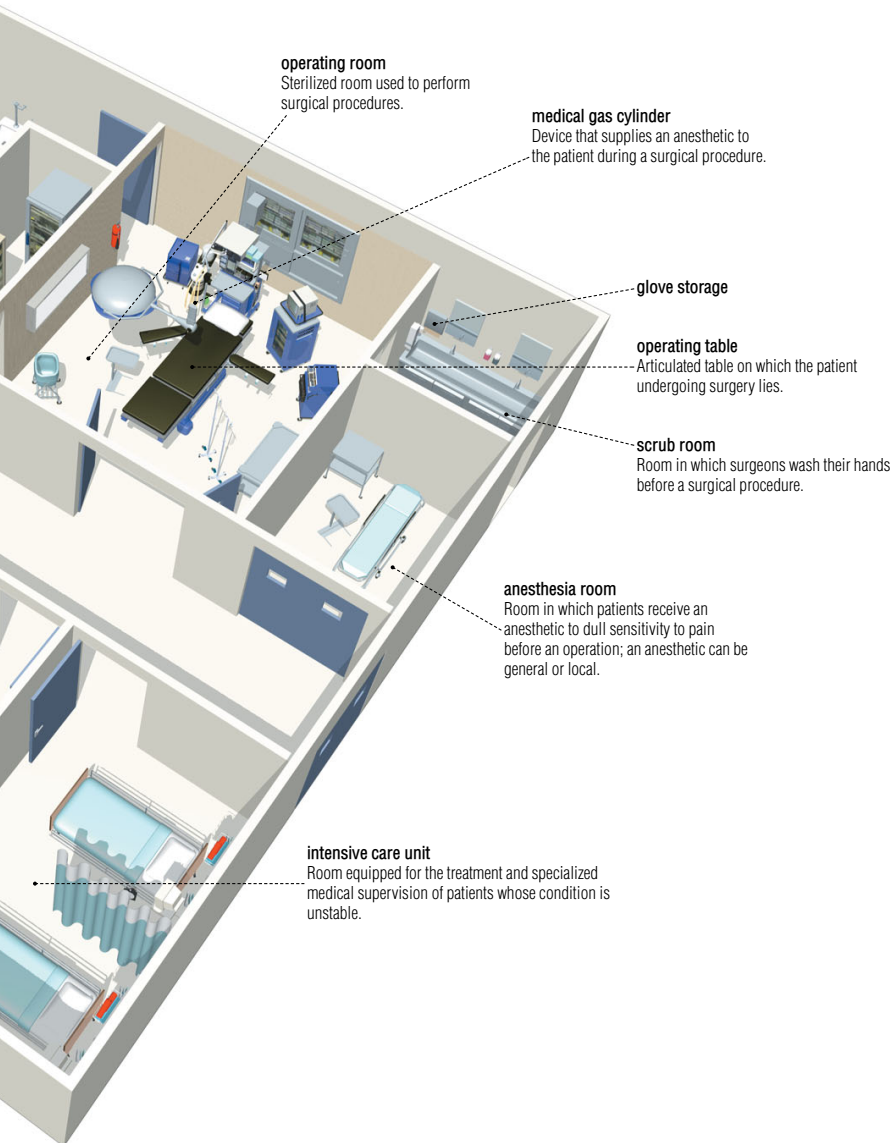 operating room
Sterilized room used to perform
surgical procedures.
medical gas cylinder
Device that supplies an anesthetic to
the patient during a surgical procedure.
glove storage
operating table
Articulated table on which the patient
undergoing surgery lies.
scrub room
Room in which surgeons wash their hands
before a surgical procedure.
anesthesia room
Room in which patients receive an
anesthetic to dull sensitivity to pain
before an operation; an anesthetic can be
general or local.
intensive care unit
Room equipped for the treatment and specialized
medical supervision of patients whose condition is
unstable.